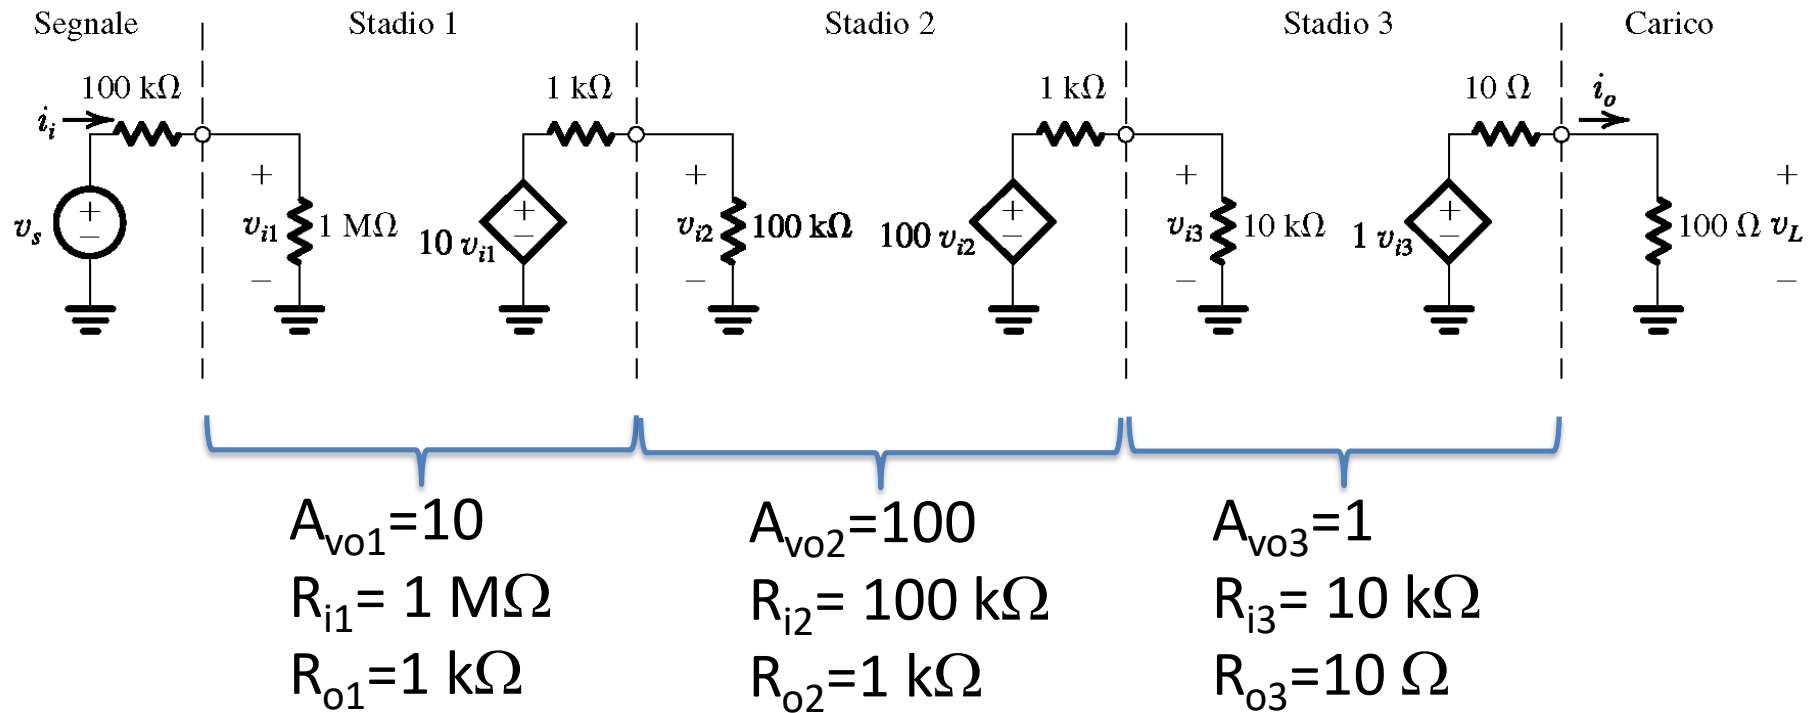 Segnale Stadio 1 Stadio 2 Stadio 3 Carico
100 kΩ 1 kΩ 1 kΩ 10 Ω
i_i i_o
+ + + +
v_s + − v_i1 1 MΩ 10 v_i1 + − v_i2 100 kΩ 100 v_i2 + − v_i3 10 kΩ 1 v_i3 + − 100 Ω v_L
− − − −
A_vo1=10
R_i1= 1 MΩ
R_o1=1 kΩ
A_vo2=100
R_i2= 100 kΩ
R_o2=1 kΩ
A_vo3=1
R_i3= 10 kΩ
R_o3=10 Ω